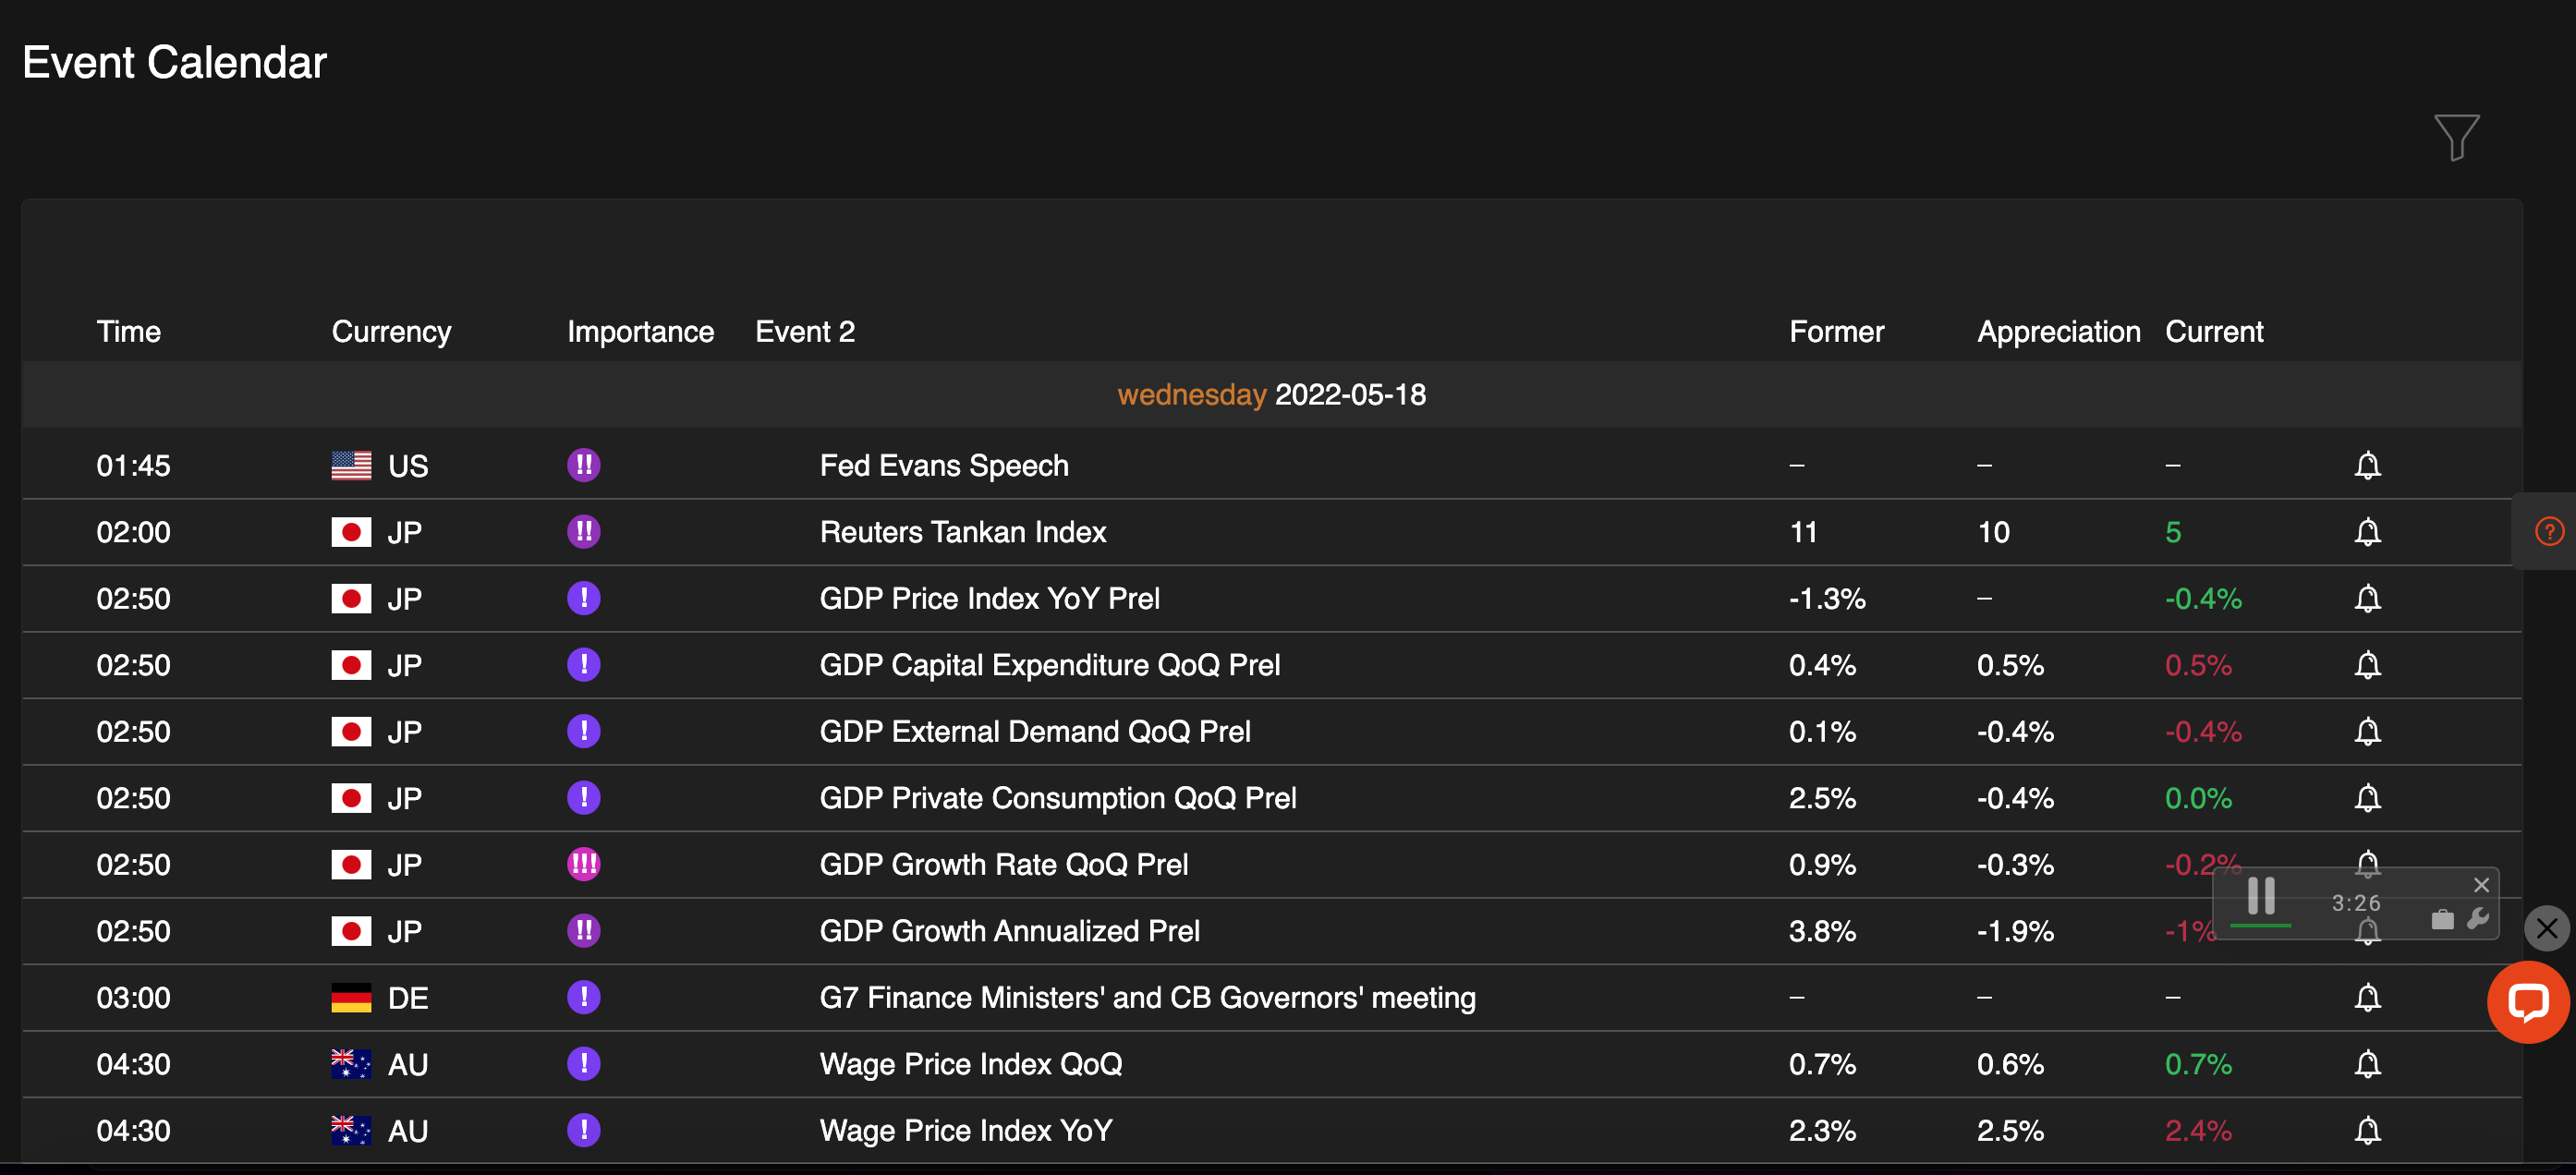 Event Calendar
Time Currency Importance Event 2 Former Appreciation Current
wednesday 2022-05-18
01:45 US !! Fed Evans Speech – – –
02:00 JP !! Reuters Tankan Index 11 10 5
02:50 JP ! GDP Price Index YoY Prel -1.3% – -0.4%
02:50 JP ! GDP Capital Expenditure QoQ Prel 0.4% 0.5% 0.5%
02:50 JP ! GDP External Demand QoQ Prel 0.1% -0.4% -0.4%
02:50 JP ! GDP Private Consumption QoQ Prel 2.5% -0.4% 0.0%
02:50 JP !!! GDP Growth Rate QoQ Prel 0.9% -0.3% -0.2%
3:26
02:50 JP !! GDP Growth Annualized Prel 3.8% -1.9% -1%
03:00 DE ! G7 Finance Ministers' and CB Governors' meeting – – –
04:30 AU ! Wage Price Index QoQ 0.7% 0.6% 0.7%
04:30 AU ! Wage Price Index YoY 2.3% 2.5% 2.4%